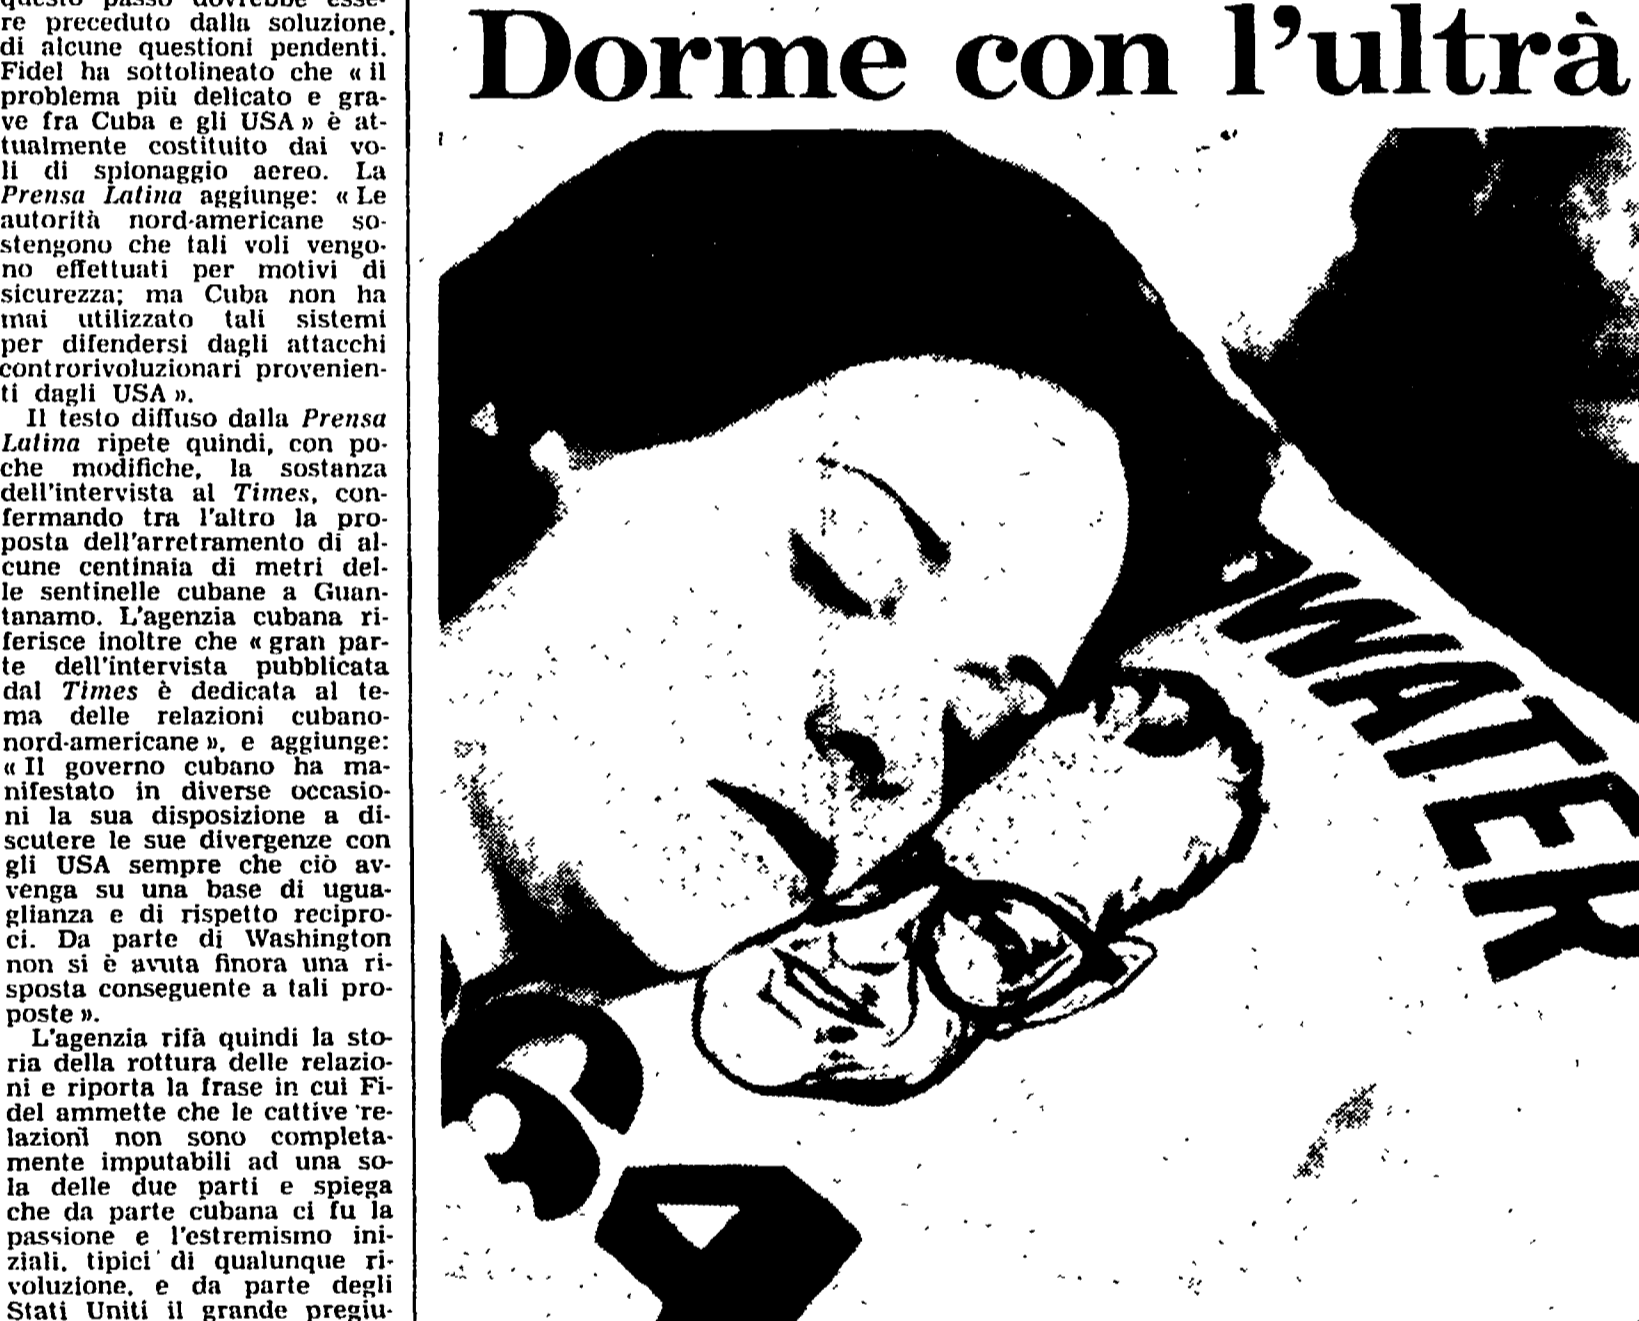 questo passo dovrebbe esse-
re preceduto dalla soluzione
di alcune questioni pendenti.
Fidel ha sottolineato che « il
problema più delicato e gra-
ve fra Cuba e gli USA » è at-
tualmente costituito dai vo-
li di spionaggio aereo. La
Prensa Latina aggiunge: « Le
autorità nord-americane so-
stengono che tali voli vengo-
no effettuati per motivi di
sicurezza; ma Cuba non ha
mai utilizzato tali sistemi
per difendersi dagli attacchi
controrivoluzionari provenien-
ti dagli USA ».
Il testo diffuso dalla Prensa
Latina ripete quindi, con po-
che modifiche, la sostanza
dell'intervista al Times, con-
fermando tra l'altro la pro-
posta dell'arretramento di al-
cune centinaia di metri del-
le sentinelle cubane a Guan-
tanamo. L'agenzia cubana ri-
ferisce inoltre che « gran par-
te dell'intervista pubblicata
dal Times è dedicata al te-
ma delle relazioni cubano-
nord-americane », e aggiunge:
« Il governo cubano ha ma-
nifestato in diverse occasio-
ni la sua disposizione a di-
scutere le sue divergenze con
gli USA sempre che ciò av-
venga su una base di ugua-
glianza e di rispetto recipro-
ci. Da parte di Washington
non si è avuta finora una ri-
sposta conseguente a tali pro-
poste ».
L'agenzia rifà quindi la sto-
ria della rottura delle relazio-
ni e riporta la frase in cui Fi-
del ammette che le cattive re-
lazioni non sono completa-
mente imputabili ad una so-
la delle due parti e spiega
che da parte cubana ci fu la
passione e l'estremismo ini-
ziali, tipici di qualunque ri-
voluzione, e da parte degli
Stati Uniti il grande pregiu-
Dorme con l'ultrà
WATER